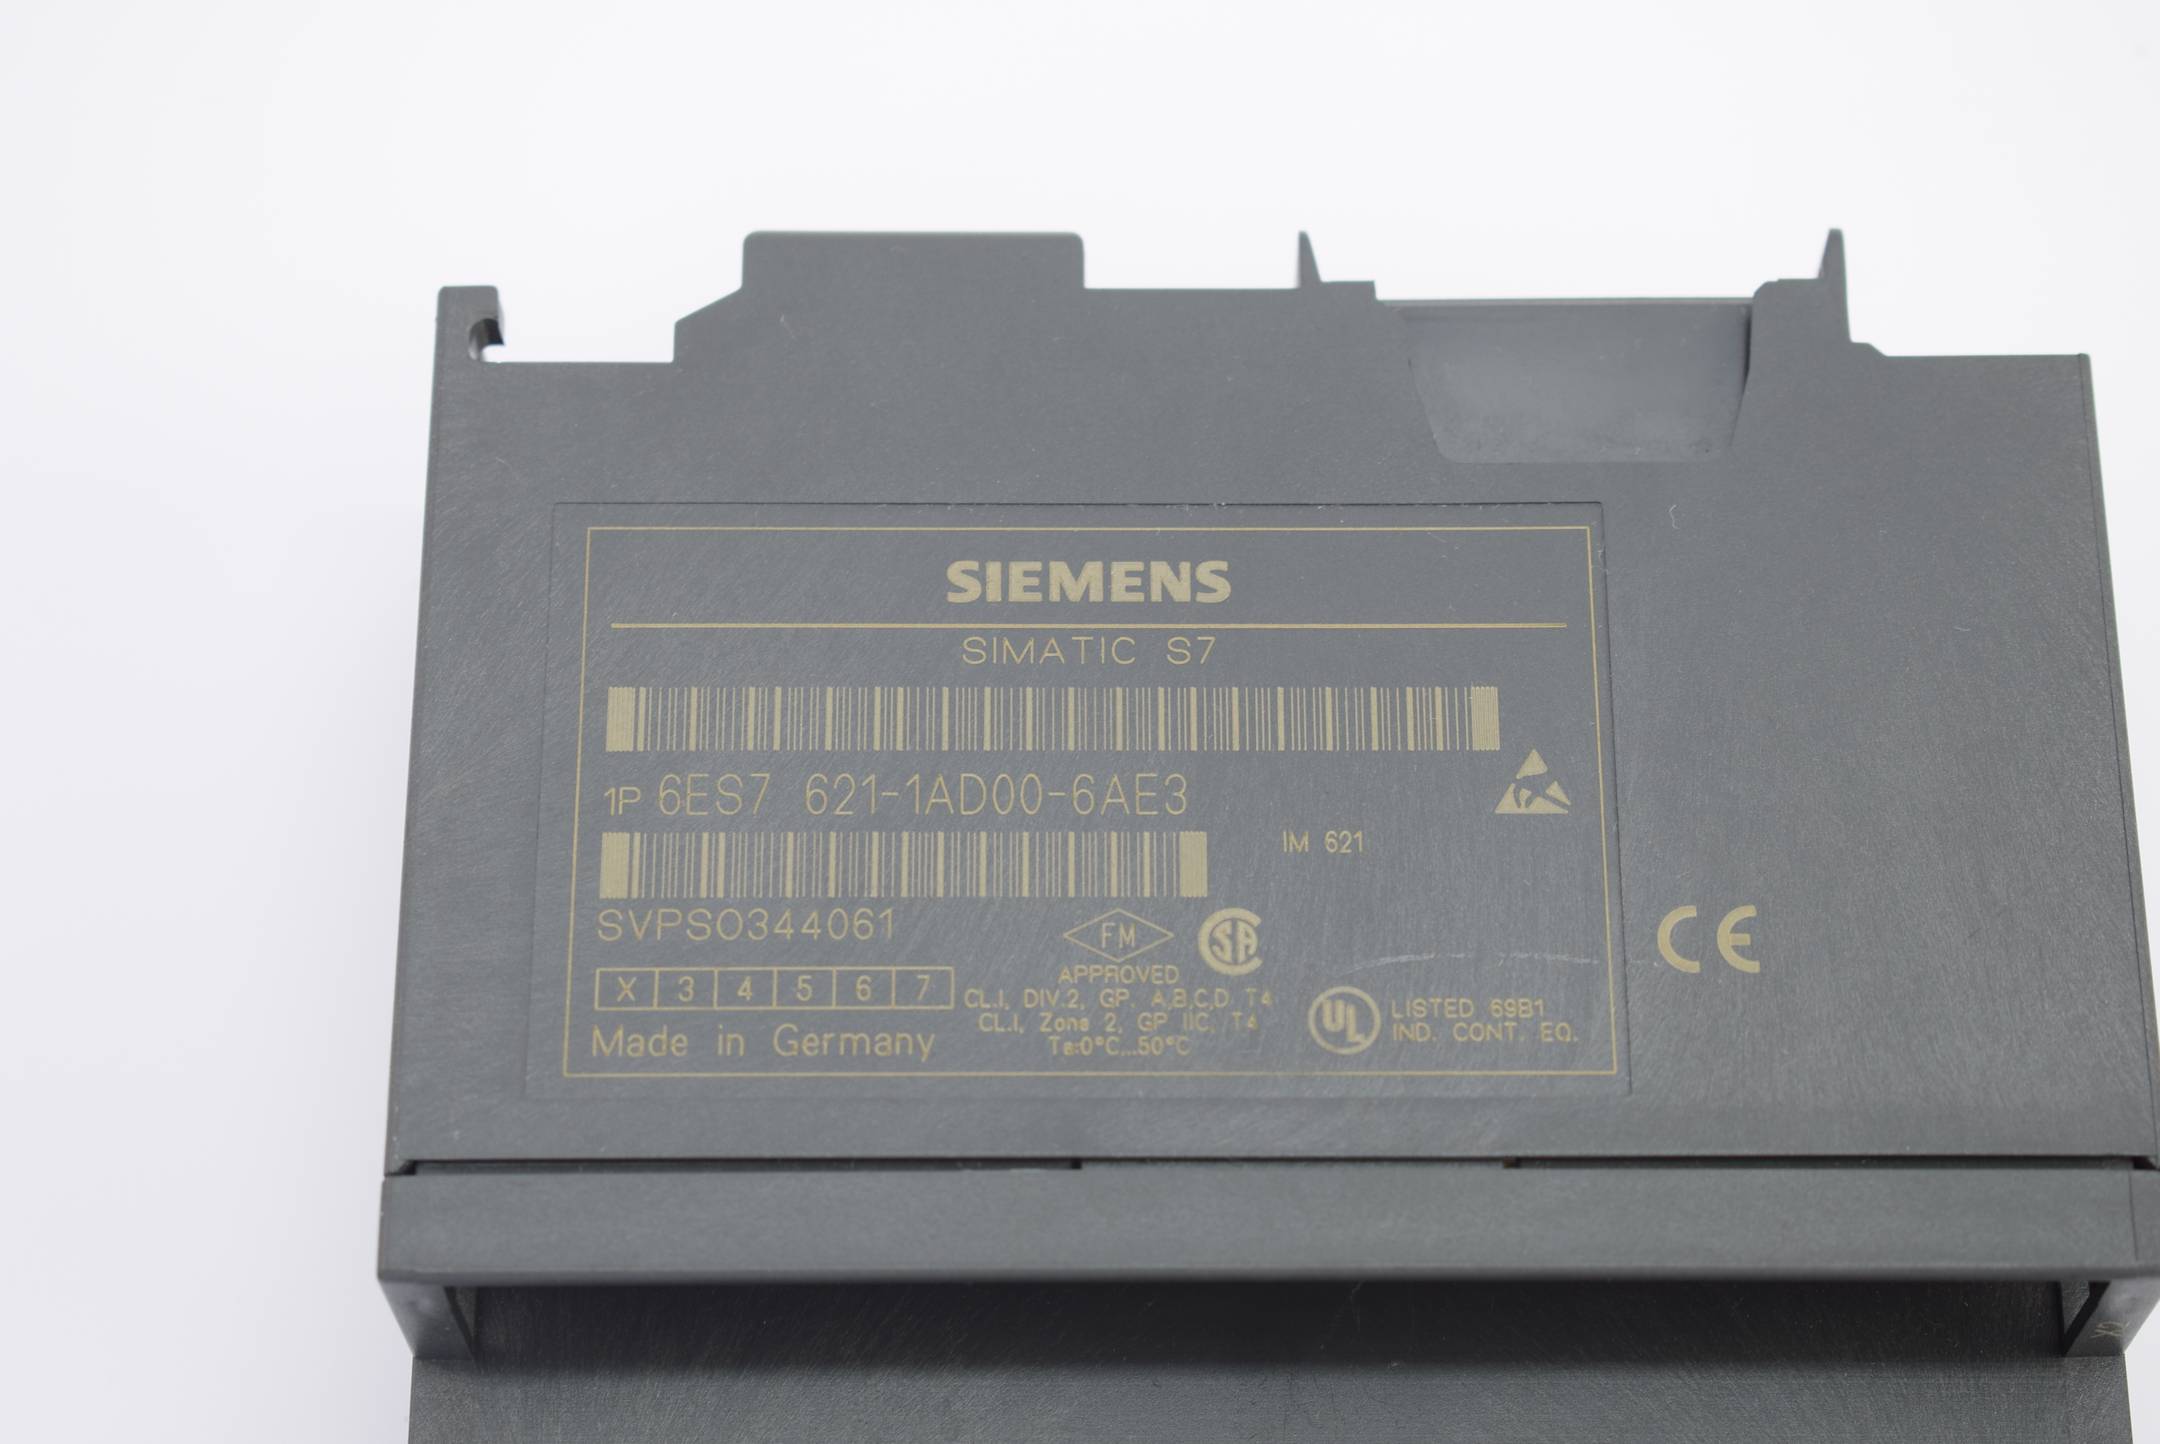 SIEMENS
SIMATIC S7
1P 6ES7 621-1AD00-6AE3
IM 621
SVPS0344061
FM
SA
APPROVED
X 3 4 5 6 7
CL.I, DIV.2, GP. A,B,C,D T4
CL.I, Zone 2, GP IIC, T4
Ta:0°C...50°C
Made in Germany
UL
LISTED 69B1
IND. CONT. EQ.
CE